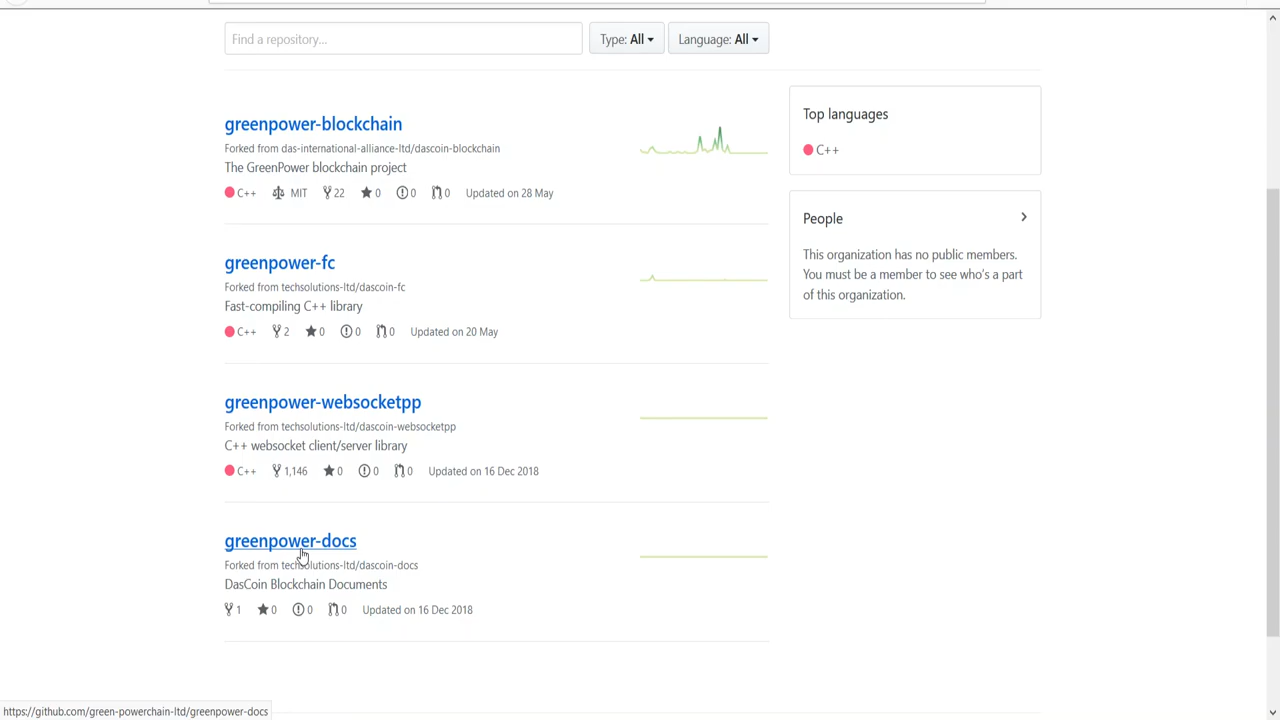 Find a repository...
Type: All
Language: All
greenpower-blockchain
Forked from das-international-alliance-ltd/dascoin-blockchain
The GreenPower blockchain project
C++ MIT 22 0 0 0 Updated on 28 May
greenpower-fc
Forked from techsolutions-ltd/dascoin-fc
Fast-compiling C++ library
C++ 2 0 0 0 Updated on 20 May
greenpower-websocketpp
Forked from techsolutions-ltd/dascoin-websocketpp
C++ websocket client/server library
C++ 1,146 0 0 0 Updated on 16 Dec 2018
greenpower-docs
Forked from techsolutions-ltd/dascoin-docs
DasCoin Blockchain Documents
1 0 0 0 Updated on 16 Dec 2018
Top languages
C++
People
This organization has no public members.
You must be a member to see who's a part
of this organization.
https://github.com/green-powerchain-ltd/greenpower-docs